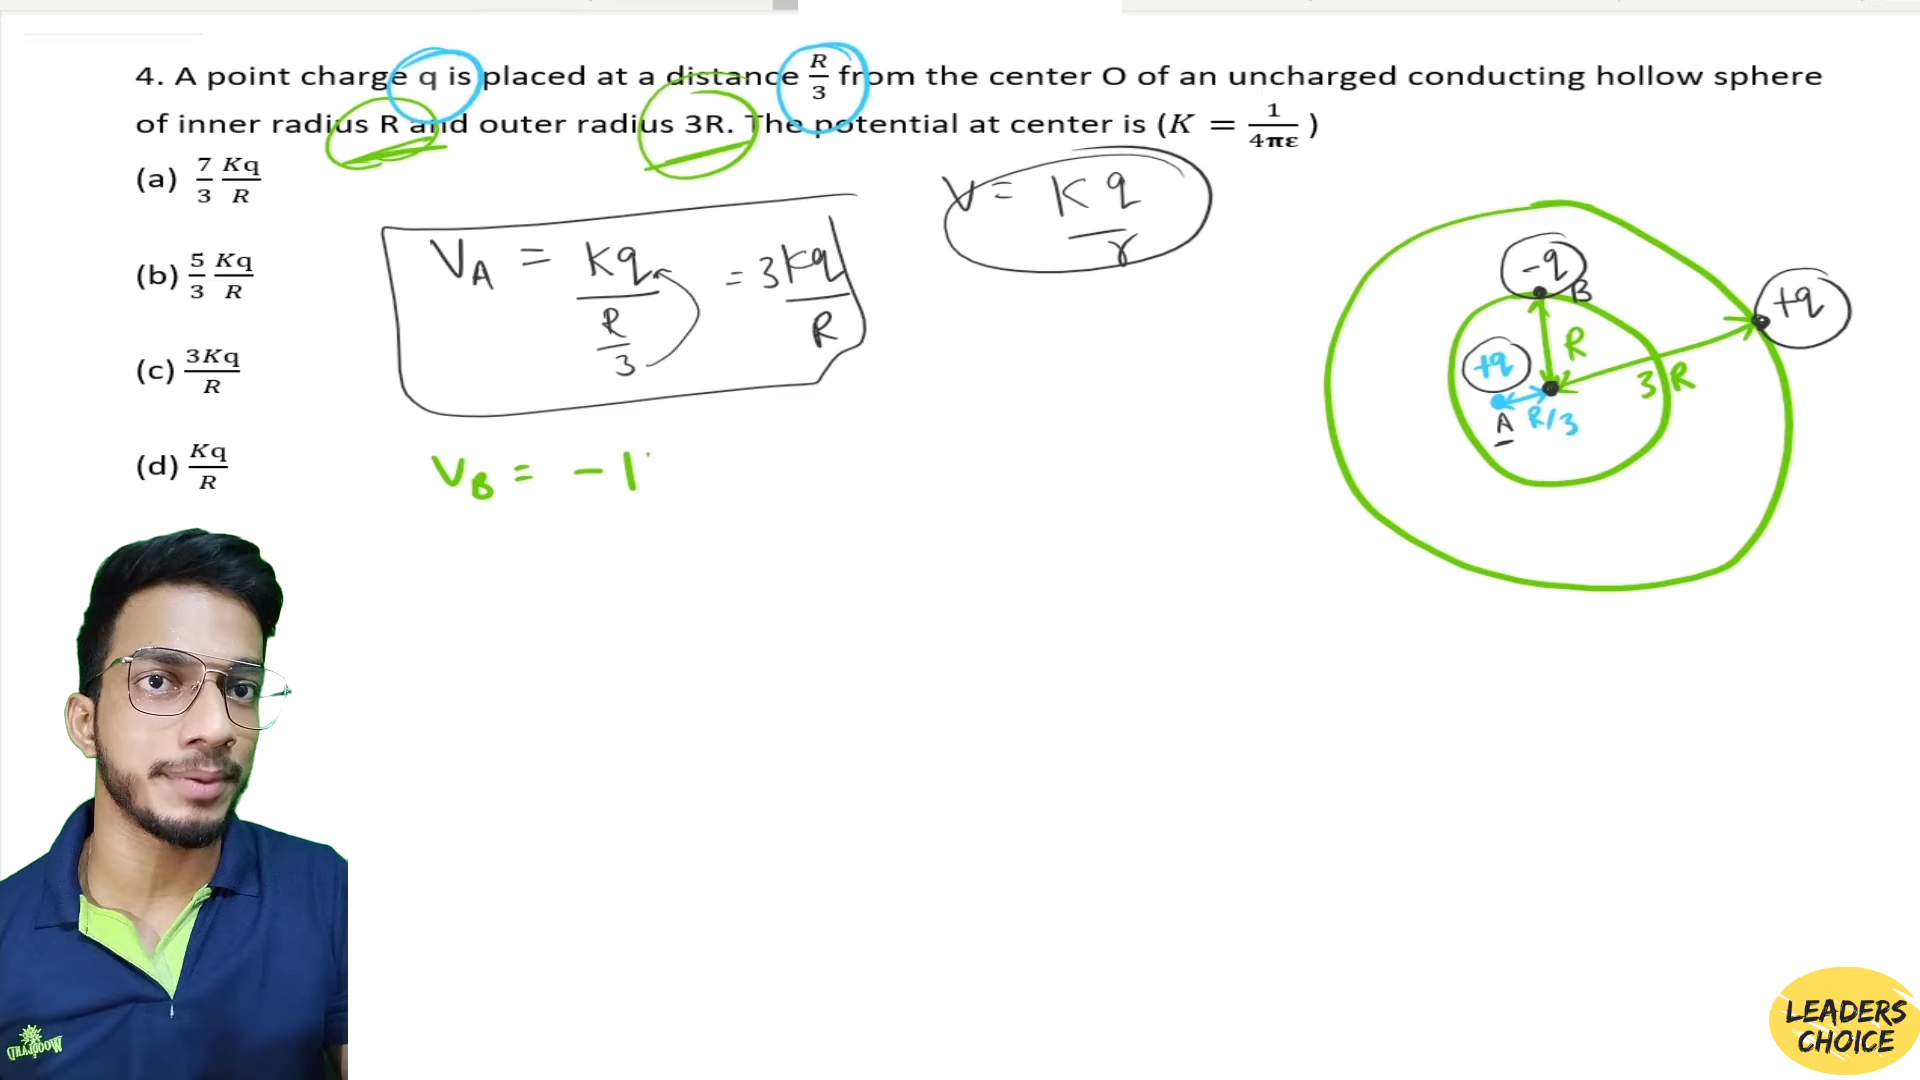 4. A point charge q is placed at a distance R/3 from the center O of an uncharged conducting hollow sphere
of inner radius R and outer radius 3R. The potential at center is (K = 1/4πε )
(a) 7/3 Kq/R
(b) 5/3 Kq/R
(c) 3Kq/R
(d) Kq/R
V = Kq/r
V_A = Kq/(R/3) = 3Kq/R
V_B = -
-q
B
+q
+q
R
3R
A
R/3
WOODLAND
LEADERS
CHOICE